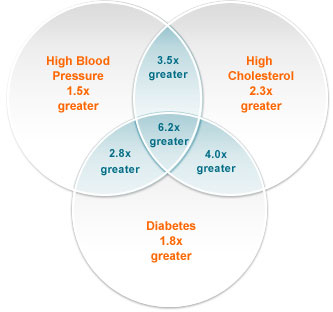 High Blood
Pressure
1.5x
greater
3.5x
greater
High
Cholesterol
2.3x
greater
6.2x
greater
2.8x
greater
4.0x
greater
Diabetes
1.8x
greater